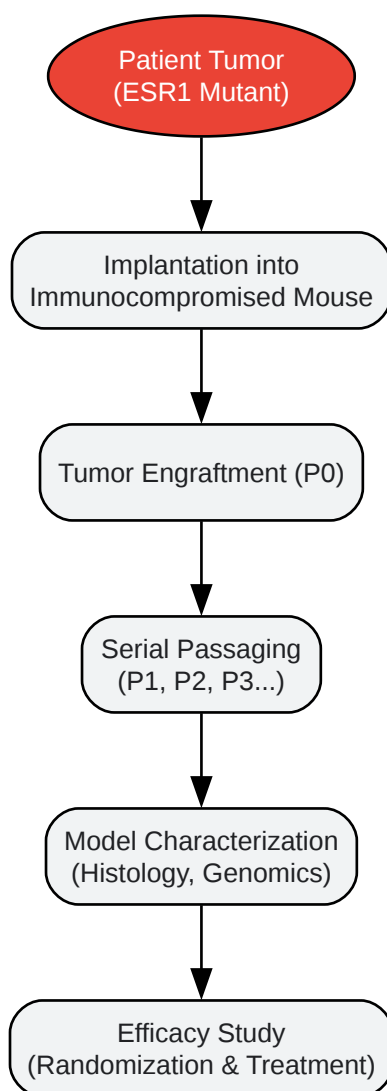 Patient Tumor
(ESR1 Mutant)
Implantation into
Immunocompromised Mouse
Tumor Engraftment (P0)
Serial Passaging
(P1, P2, P3...)
Model Characterization
(Histology, Genomics)
Efficacy Study
(Randomization & Treatment)